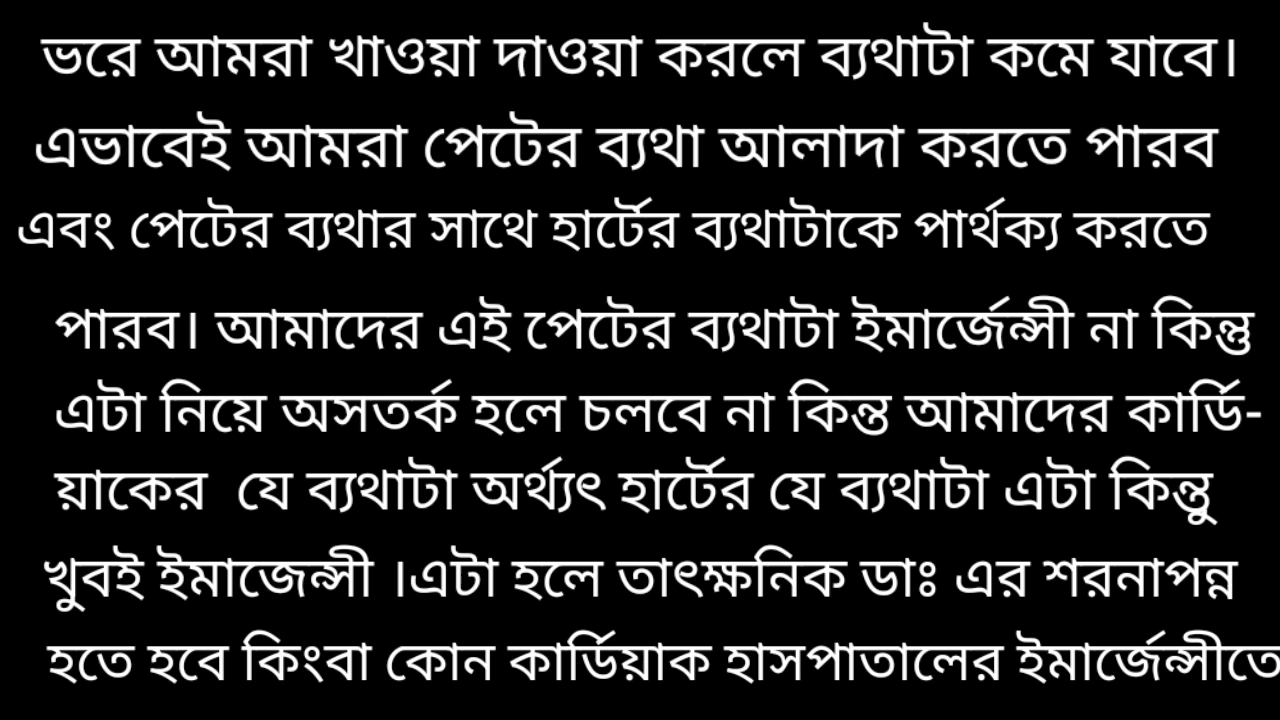 ভরে আমরা খাওয়া দাওয়া করলে ব্যথাটা কমে যাবে।
এভাবেই আমরা পেটের ব্যথা আলাদা করতে পারব
এবং পেটের ব্যথার সাথে হার্টের ব্যথাটাকে পার্থক্য করতে
পারব। আমাদের এই পেটের ব্যথাটা ইমার্জেন্সী না কিন্তু
এটা নিয়ে অসতর্ক হলে চলবে না কিন্ত আমাদের কার্ডি-
য়াকের যে ব্যথাটা অর্থ্যৎ হার্টের যে ব্যথাটা এটা কিন্তুু
খুবই ইমাজেন্সী ।এটা হলে তাৎক্ষনিক ডাঃ এর শরনাপন্ন
হতে হবে কিংবা কোন কার্ডিয়াক হাসপাতালের ইমার্জেন্সীতে